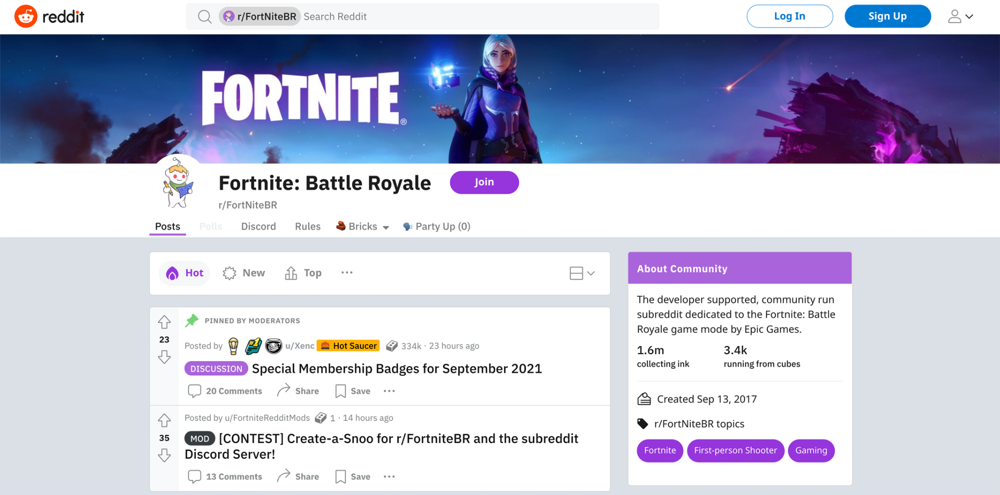 reddit
r/FortNiteBR Search Reddit
Log In
Sign Up
FORTNITE®
Fortnite: Battle Royale
Join
r/FortNiteBR
Posts
Polls
Discord
Rules
Bricks
Party Up (0)
Hot
New
Top
PINNED BY MODERATORS
23
Posted by #1 u/Xenc Hot Saucer 334k · 23 hours ago
DISCUSSION Special Membership Badges for September 2021
20 Comments Share Save
Posted by u/FortniteRedditMods 1 · 14 hours ago
35
MOD [CONTEST] Create-a-Snoo for r/FortniteBR and the subreddit
Discord Server!
13 Comments Share Save
About Community
The developer supported, community run
subreddit dedicated to the Fortnite: Battle
Royale game mode by Epic Games.
1.6m 3.4k
collecting ink running from cubes
Created Sep 13, 2017
r/FortNiteBR topics
Fortnite First-person Shooter Gaming